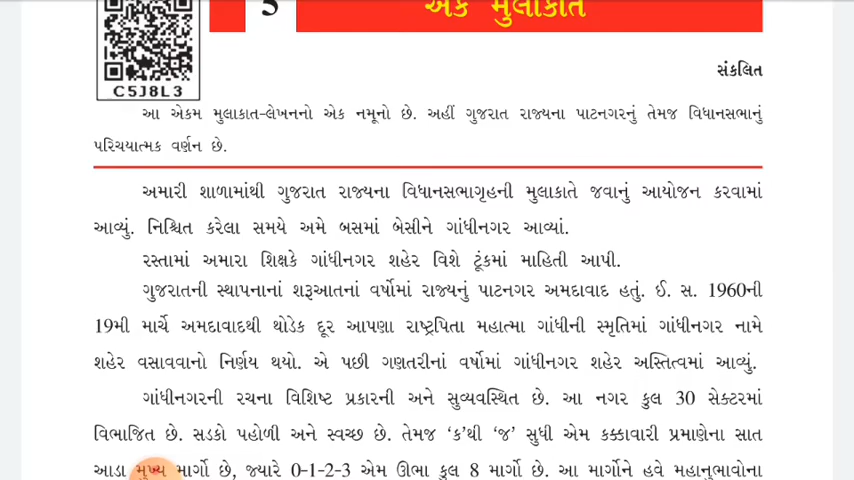 5
એક મુલાકાત
C5J8L3
સંકલિત
આ એકમ મુલાકાત-લેખનનો એક નમૂનો છે. અહીં ગુજરાત રાજ્યના પાટનગરનું તેમજ વિધાનસભાનું
પરિચયાત્મક વર્ણન છે.
અમારી શાળામાંથી ગુજરાત રાજ્યના વિધાનસભાગૃહની મુલાકાતે જવાનું આયોજન કરવામાં
આવ્યું. નિશ્ચિત કરેલા સમયે અમે બસમાં બેસીને ગાંધીનગર આવ્યાં.
રસ્તામાં અમારા શિક્ષકે ગાંધીનગર શહેર વિશે ટૂંકમાં માહિતી આપી.
ગુજરાતની સ્થાપનાનાં શરૂઆતનાં વર્ષોમાં રાજ્યનું પાટનગર અમદાવાદ હતું. ઈ. સ. 1960ની
19મી માર્ચે અમદાવાદથી થોડેક દૂર આપણા રાષ્ટ્રપિતા મહાત્મા ગાંધીની સ્મૃતિમાં ગાંધીનગર નામે
શહેર વસાવવાનો નિર્ણય થયો. એ પછી ગણતરીનાં વર્ષોમાં ગાંધીનગર શહેર અસ્તિત્વમાં આવ્યું.
ગાંધીનગરની રચના વિશિષ્ટ પ્રકારની અને સુવ્યવસ્થિત છે. આ નગર કુલ 30 સેક્ટરમાં
વિભાજિત છે. સડકો પહોળી અને સ્વચ્છ છે. તેમજ ‘ક’થી ‘જ’ સુધી એમ કક્કાવારી પ્રમાણેના સાત
આડા મુખ્ય માર્ગો છે, જ્યારે 0-1-2-3 એમ ઊભા કુલ 8 માર્ગો છે. આ માર્ગોને હવે મહાનુભાવોના